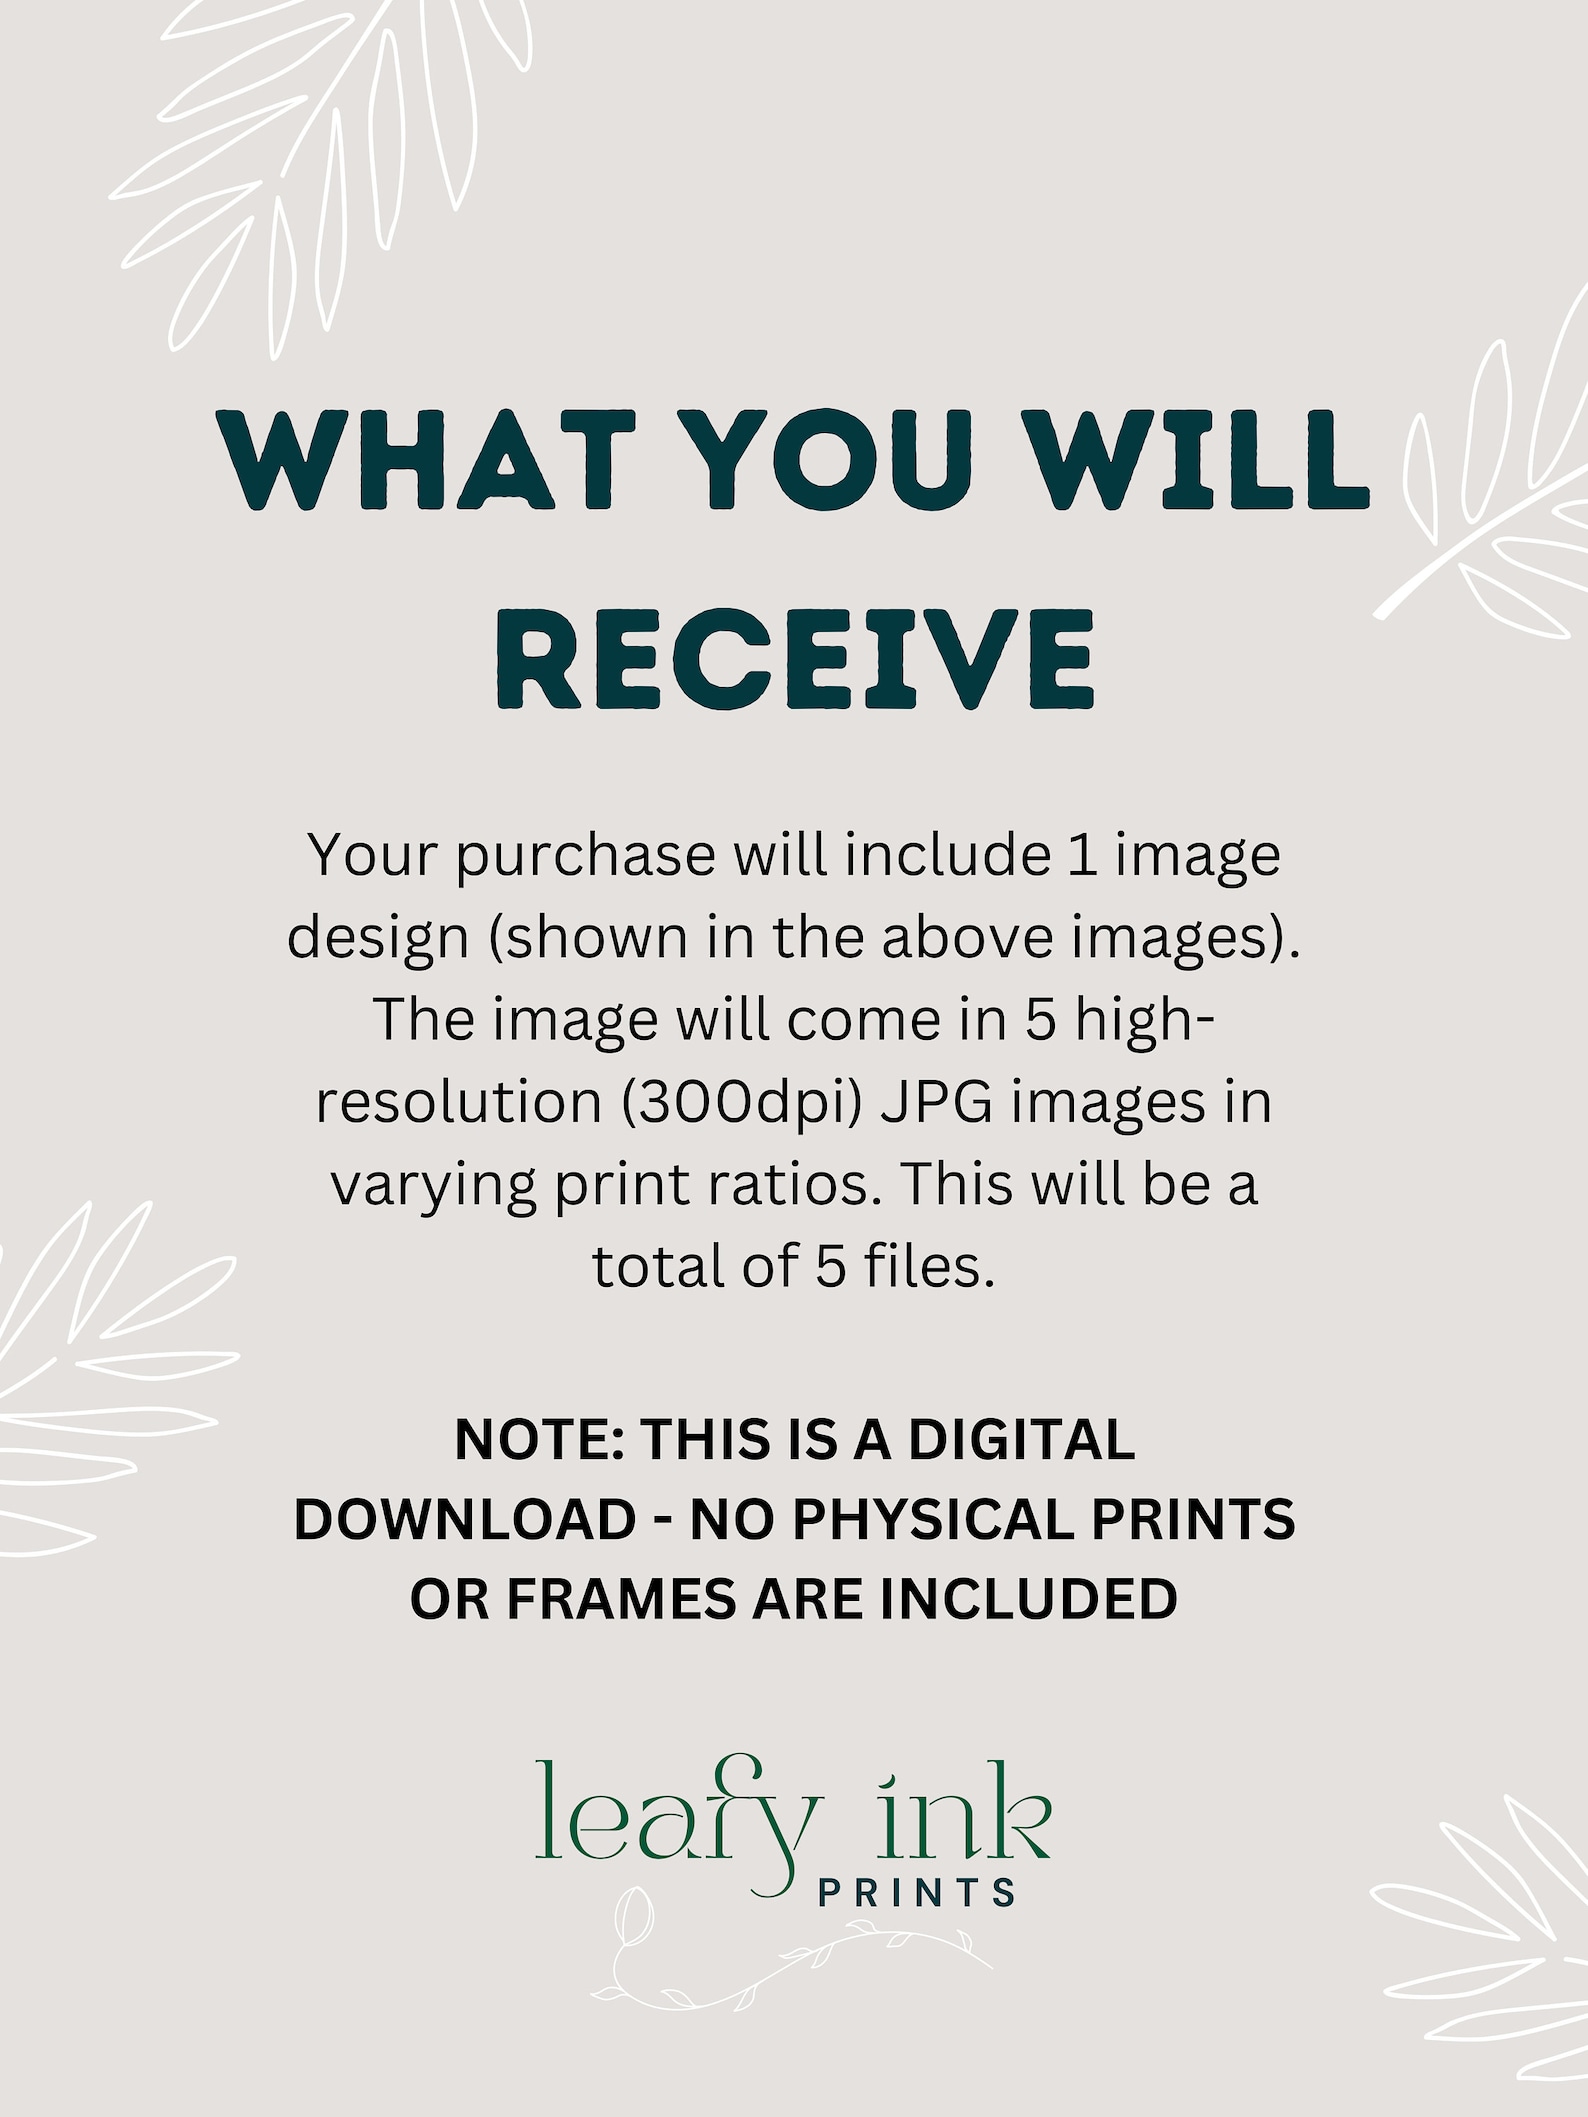 WHAT YOU WILL
RECEIVE
Your purchase will include 1 image
design (shown in the above images).
The image will come in 5 high-
resolution (300dpi) JPG images in
varying print ratios. This will be a
total of 5 files.
NOTE: THIS IS A DIGITAL
DOWNLOAD - NO PHYSICAL PRINTS
OR FRAMES ARE INCLUDED
leafy ink
PRINTS